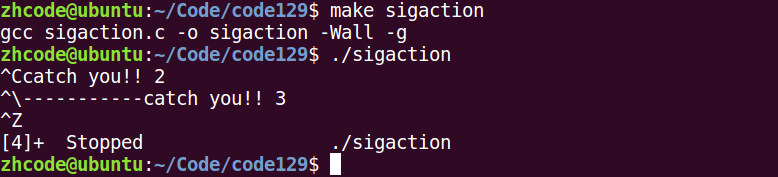 zhcode@ubuntu:~/Code/code129$ make sigaction
gcc sigaction.c -o sigaction -Wall -g
zhcode@ubuntu:~/Code/code129$ ./sigaction
^Ccatch you!! 2
^\-----------catch you!! 3
^Z
[4]+  Stopped                 ./sigaction
zhcode@ubuntu:~/Code/code129$